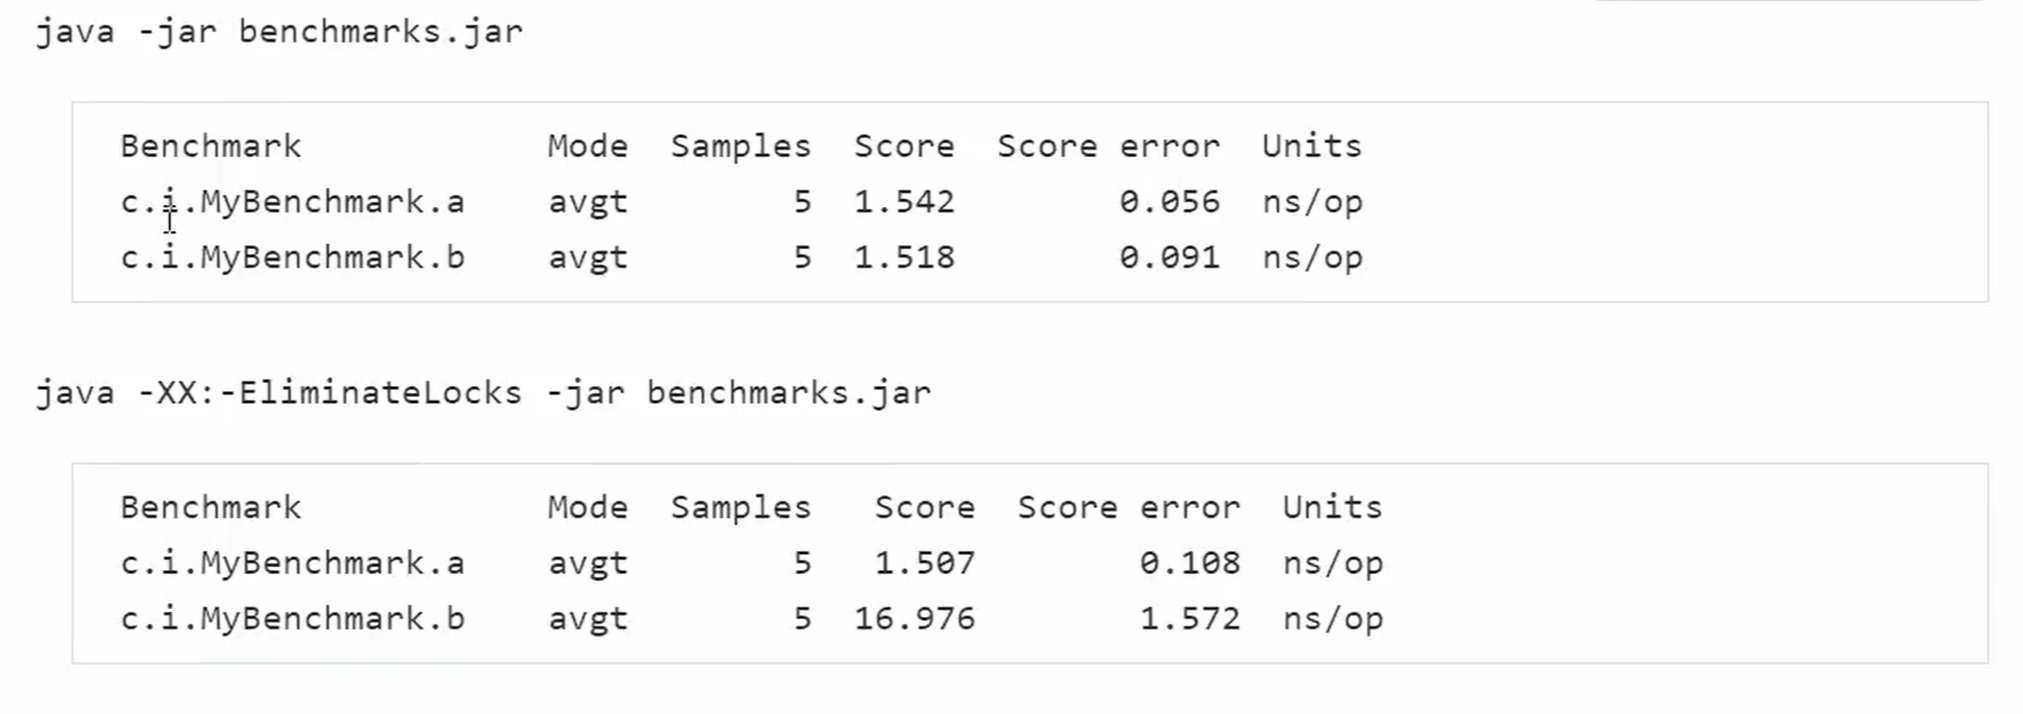 java -jar benchmarks.jar
Benchmark Mode Samples Score Score error Units
c.i.MyBenchmark.a avgt 5 1.542 0.056 ns/op
c.i.MyBenchmark.b avgt 5 1.518 0.091 ns/op
java -XX:-EliminateLocks -jar benchmarks.jar
Benchmark Mode Samples Score Score error Units
c.i.MyBenchmark.a avgt 5 1.507 0.108 ns/op
c.i.MyBenchmark.b avgt 5 16.976 1.572 ns/op